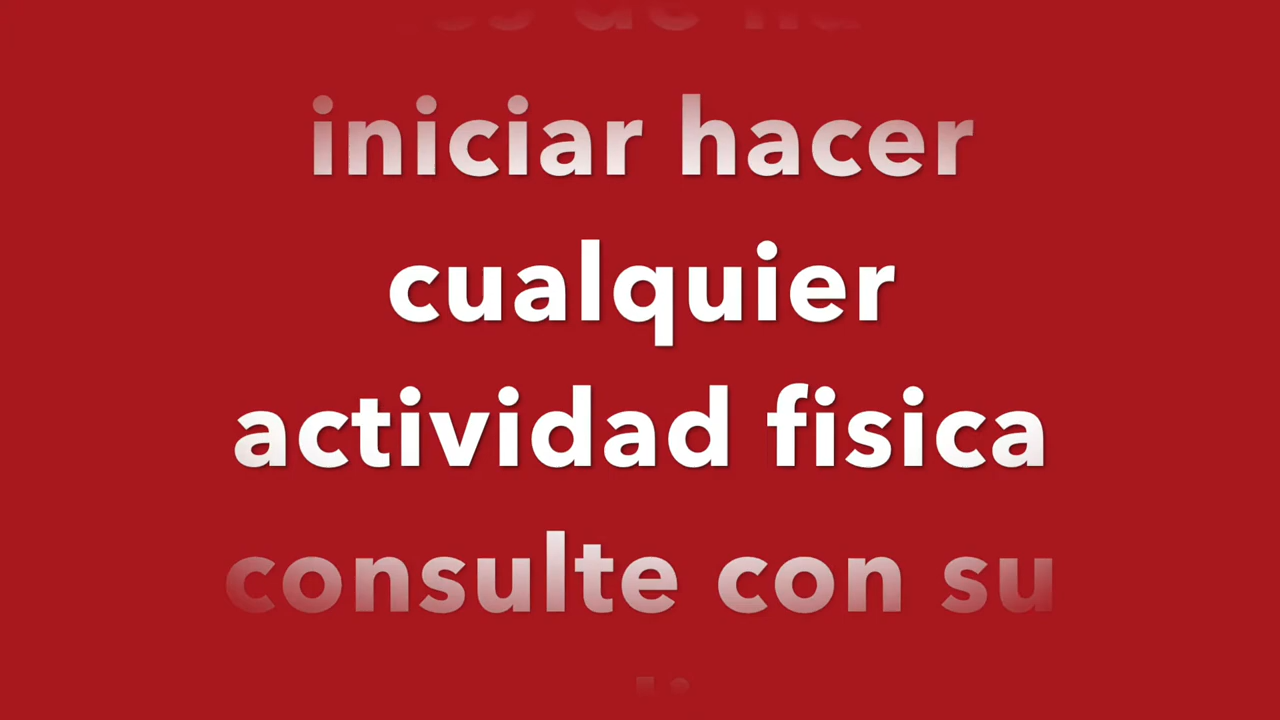 iniciar hacer
cualquier
actividad fisica
consulte con su